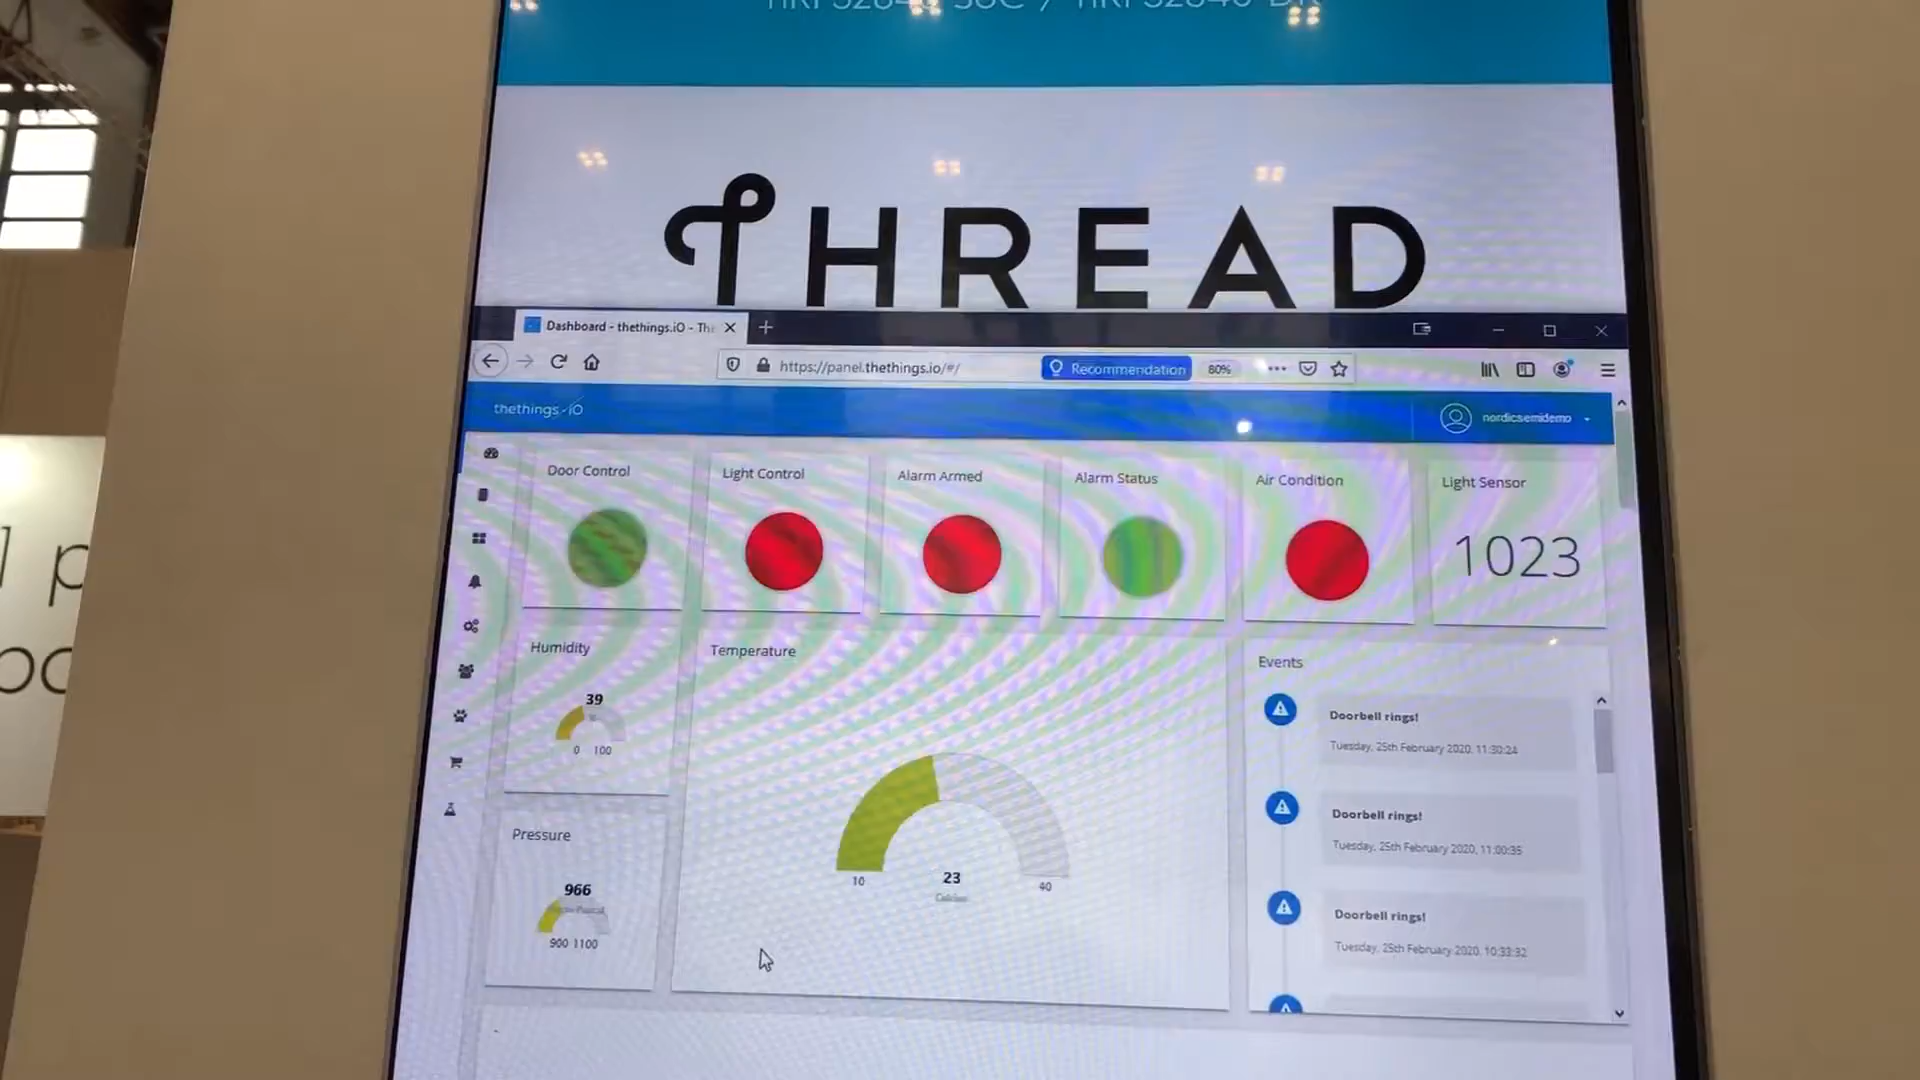 THREAD
Dashboard - thethings.iO - The
https://panel.thethings.io/#/
Recommendation
80%
thethings.iO
nordicsemidemo
Door Control
Light Control
Alarm Armed
Alarm Status
Air Condition
Light Sensor
1023
Humidity
39
%
0 100
Temperature
10
23
Celsius
40
Pressure
966
900 1100
Events
Doorbell rings!
Tuesday, 25th February 2020, 11:30:24
Doorbell rings!
Tuesday, 25th February 2020, 11:00:35
Doorbell rings!
Tuesday, 25th February 2020, 10:33:32